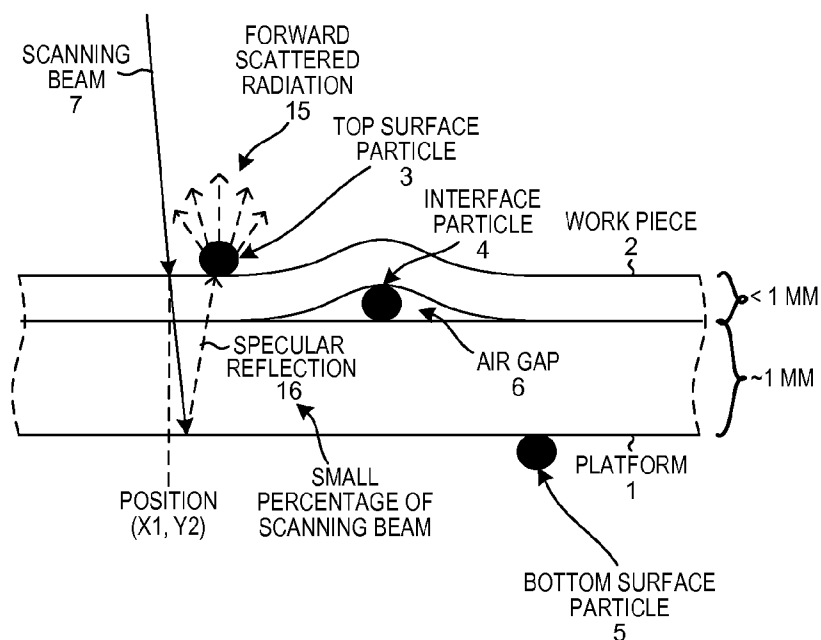 SCANNING
BEAM
7
FORWARD
SCATTERED
RADIATION
15
TOP SURFACE
PARTICLE
3
INTERFACE
PARTICLE
4
WORK PIECE
2
< 1 MM
SPECULAR
REFLECTION
16
AIR GAP
6
~1 MM
POSITION
(X1, Y2)
SMALL
PERCENTAGE OF
SCANNING BEAM
PLATFORM
1
BOTTOM SURFACE
PARTICLE
5